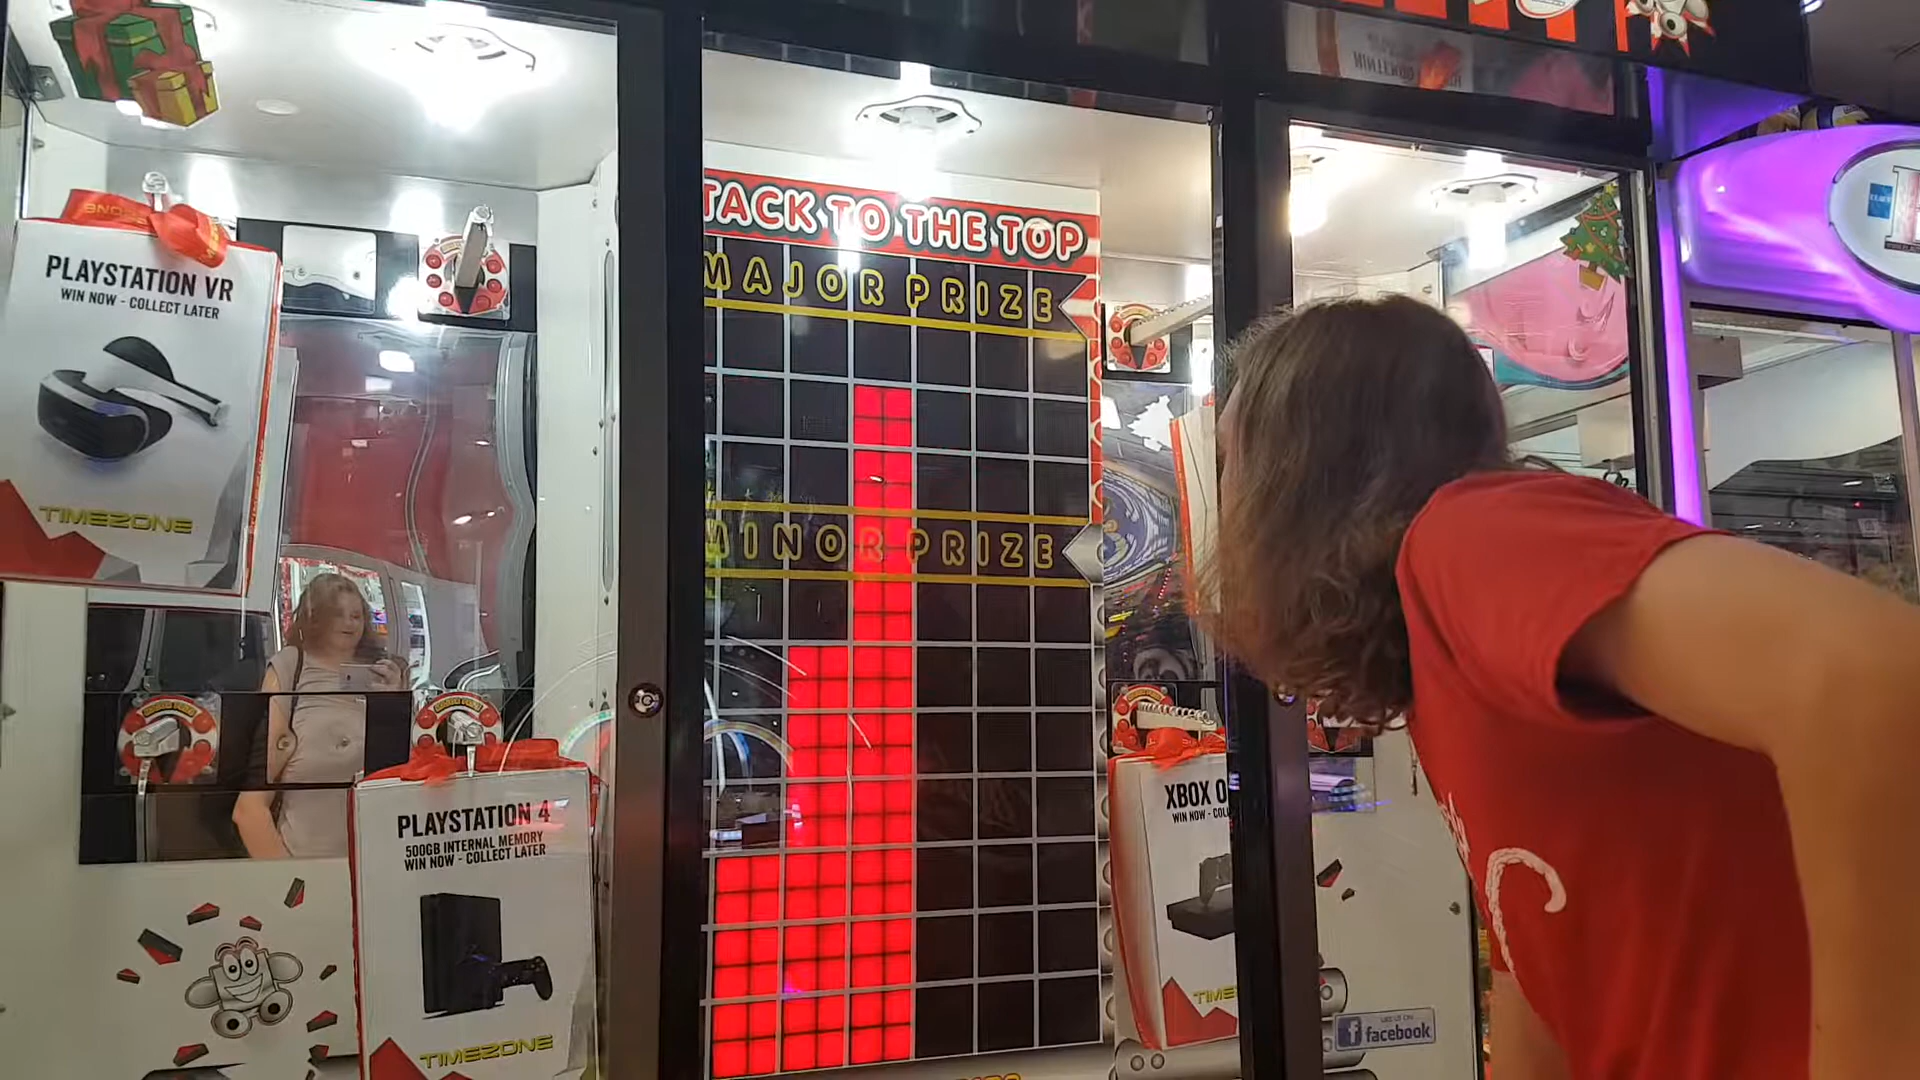 TACK TO THE TOP
MAJOR PRIZE
MINOR PRIZE
PLAYSTATION VR
WIN NOW - COLLECT LATER
TIMEZONE
PLAYSTATION 4
500GB INTERNAL MEMORY
WIN NOW - COLLECT LATER
TIMEZONE
XBOX O
WIN NOW - COLL
TIME
facebook